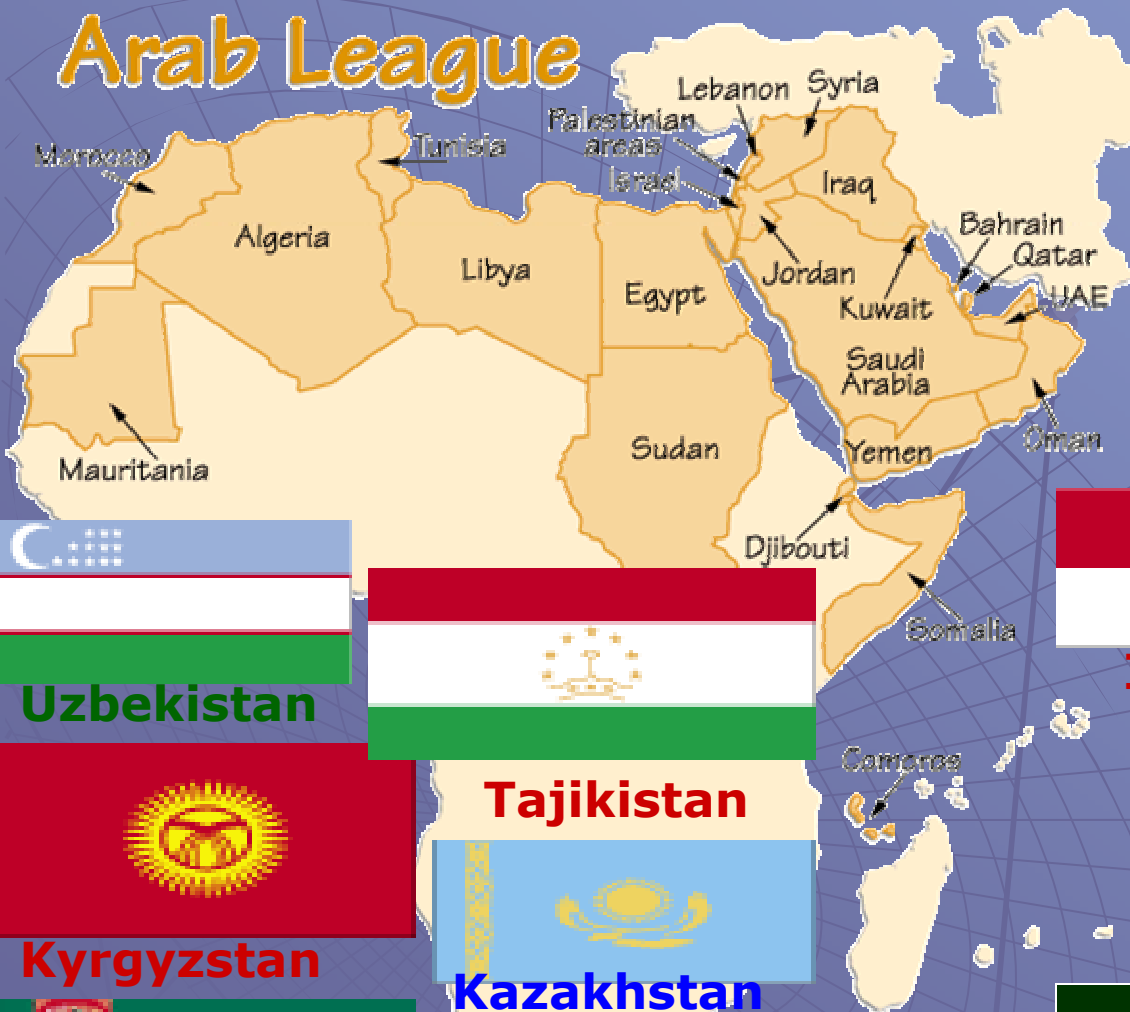 Arab League
Lebanon
Syria
Palestinian
areas
Israel
Morocco
Tunisia
Algeria
Libya
Egypt
Iraq
Jordan
Kuwait
Bahrain
Qatar
UAE
Saudi
Arabia
Oman
Yemen
Mauritania
Sudan
Djibouti
Somalia
Comoros
Uzbekistan
Tajikistan
Kyrgyzstan
Kazakhstan